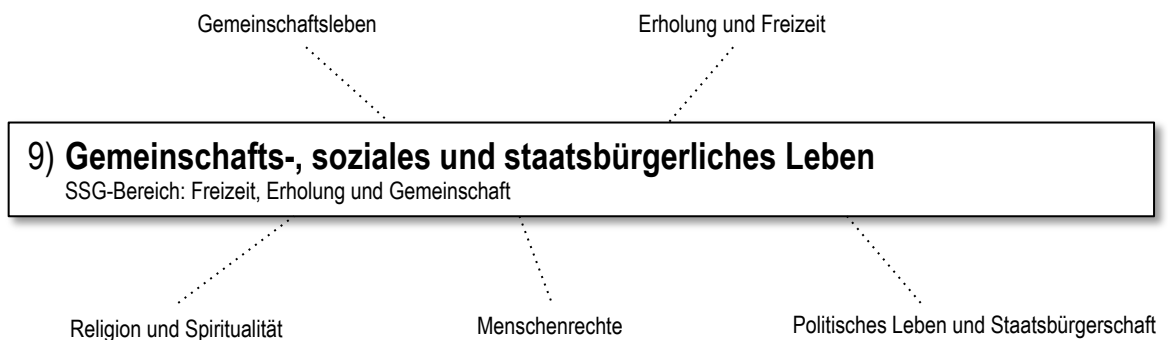 Gemeinschaftsleben
Erholung und Freizeit
9) Gemeinschafts-, soziales und staatsbürgerliches Leben
SSG-Bereich: Freizeit, Erholung und Gemeinschaft
Religion und Spiritualität
Menschenrechte
Politisches Leben und Staatsbürgerschaft